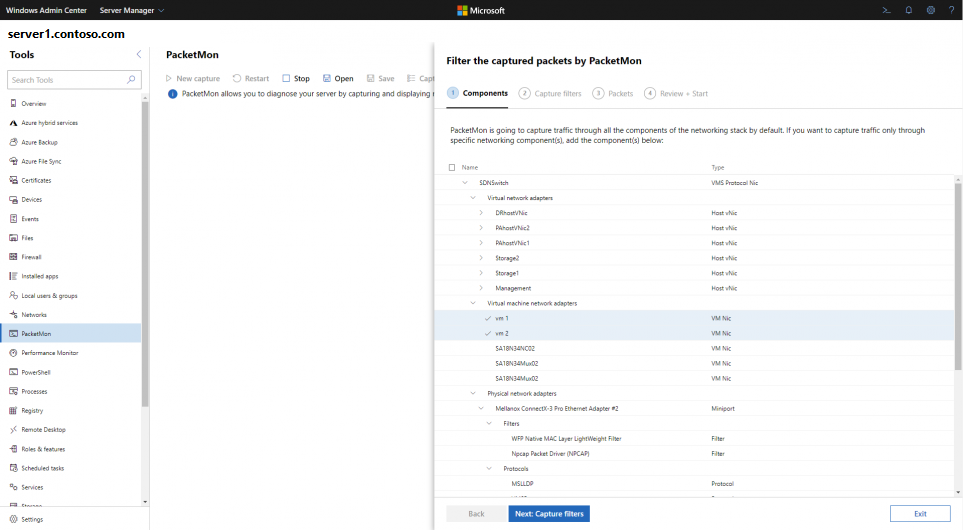 Windows Admin Center Server Manager Microsoft
server1.contoso.com
Tools
Search Tools
Overview
Azure hybrid services
Azure Backup
Azure File Sync
Certificates
Devices
Events
Files
Firewall
Installed apps
Local users & groups
Networks
PacketMon
Performance Monitor
PowerShell
Processes
Registry
Remote Desktop
Roles & features
Scheduled tasks
Services
Settings
PacketMon
New capture Restart Stop Open Save Capt
PacketMon allows you to diagnose your server by capturing and displaying
Filter the captured packets by PacketMon
1 Components 2 Capture filters 3 Packets 4 Review + Start
PacketMon is going to capture traffic through all the components of the networking stack by default. If you want to capture traffic only through
specific networking component(s), add the component(s) below:
Name Type
SDNSwitch VMS Protocol Nic
Virtual network adapters
DRhostVNic Host vNic
PAhostVNic2 Host vNic
PAhostVNic1 Host vNic
Storage2 Host vNic
Storage1 Host vNic
Management Host vNic
Virtual machine network adapters
vm 1 VM Nic
vm 2 VM Nic
SA18N34NC02 VM Nic
SA18N34Mux02 VM Nic
SA18N34Mux02 VM Nic
Physical network adapters
Mellanox ConnectX-3 Pro Ethernet Adapter #2 Miniport
Filters
WFP Native MAC Layer LightWeight Filter Filter
Npcap Packet Driver (NPCAP) Filter
Protocols
MSLLDP Protocol
Back Next: Capture filters Exit